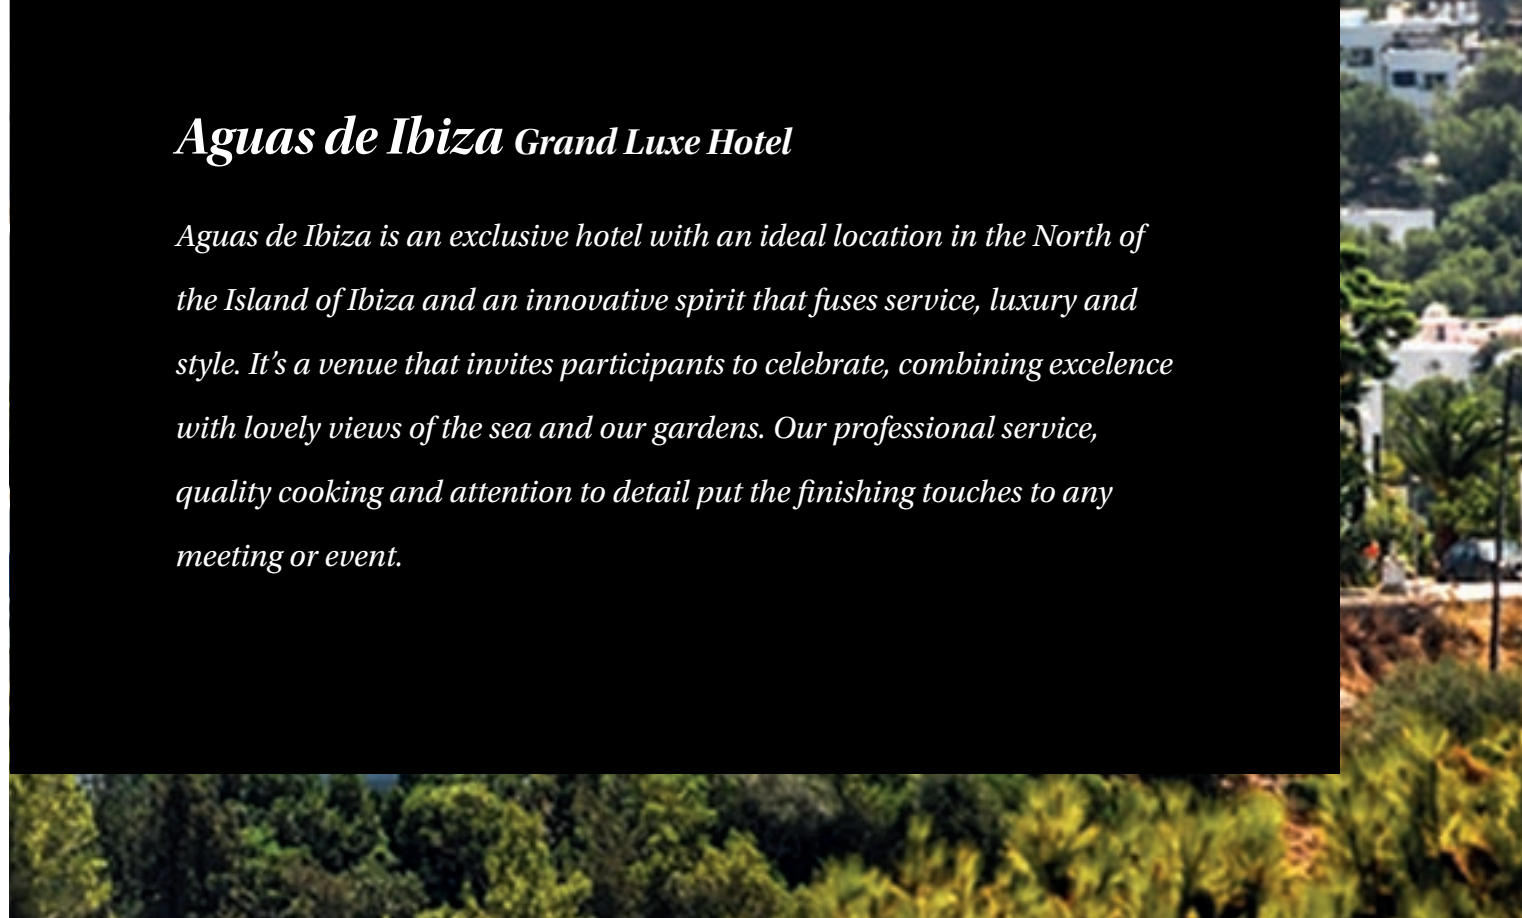 Aguas de Ibiza Grand Luxe Hotel
Aguas de Ibiza is an exclusive hotel with an ideal location in the North of
the Island of Ibiza and an innovative spirit that fuses service, luxury and
style. It’s a venue that invites participants to celebrate, combining excelence
with lovely views of the sea and our gardens. Our professional service,
quality cooking and attention to detail put the finishing touches to any
meeting or event.